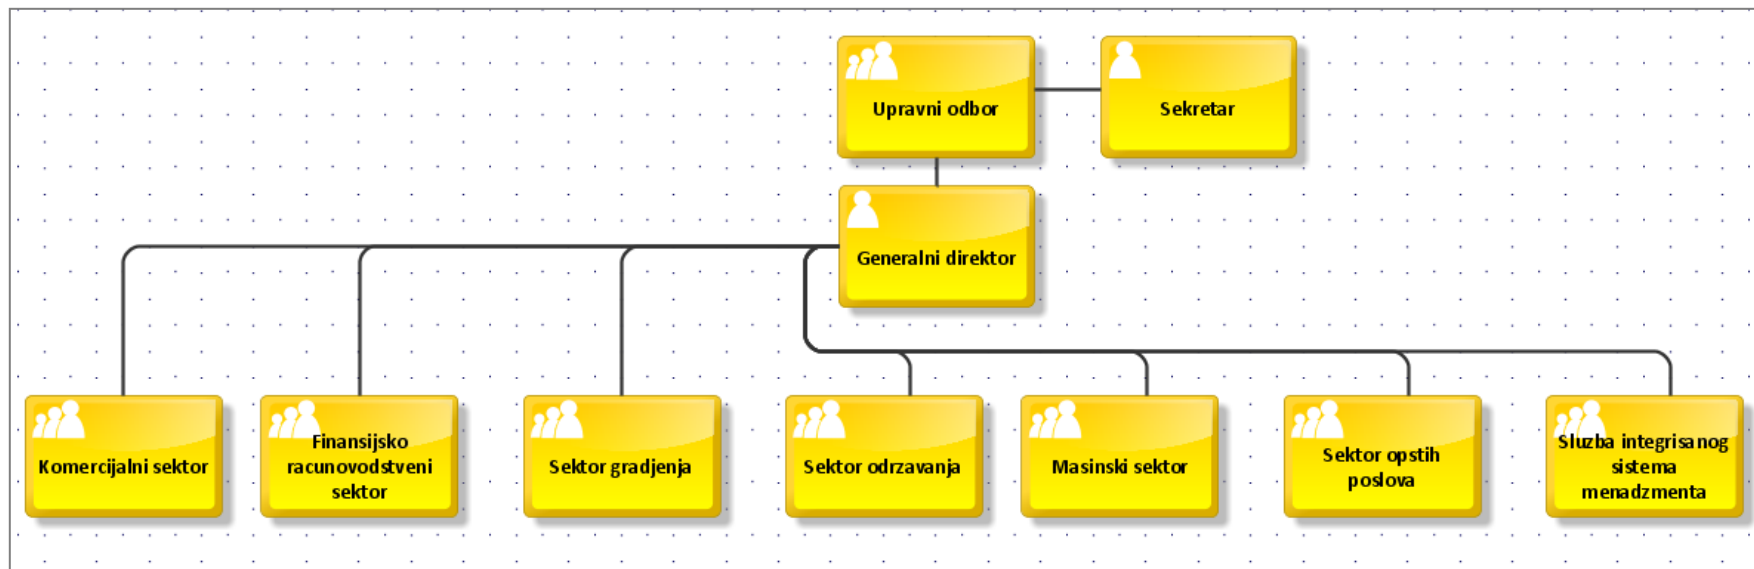 Upravni odbor
Sekretar
Generalni direktor
Komercijalni sektor
Finansijsko
racunovodstveni
sektor
Sektor gradjenja
Sektor odrzavanja
Masinski sektor
Sektor opstih
poslova
Sluzba integrisanog
sistema
menadzmenta